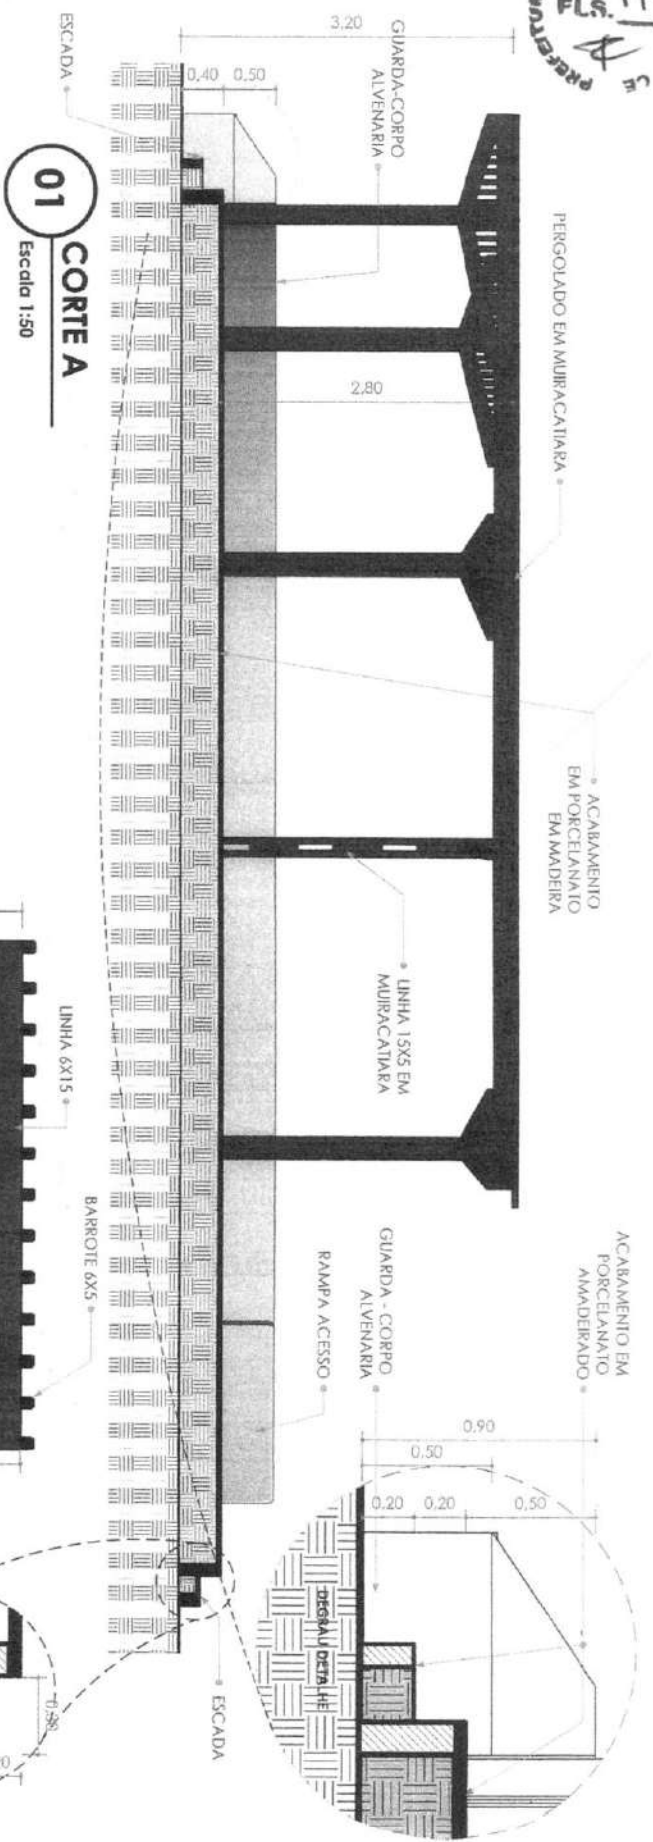 FLS.
3,20
ESCADA
0,40
0,50
GUARDA-CORPO
ALVENARIA
PERGOLADO EM MUIRACATIARA
2,80
ACABAMENTO
EM PORCELANATO
EM MADEIRA
LINHA 15X5 EM
MUIRACATIARA
01
CORTE A
Escala 1:50
LINHA 6X15
BARROTE 6X5
ACABAMENTO EM
PORCELANATO
AMADEIRADO
GUARDA - CORPO
ALVENARIA
RAMPA ACESSO
0,90
0,50
0,20
0,20
0,50
DEGRAU DETALHE
ESCADA